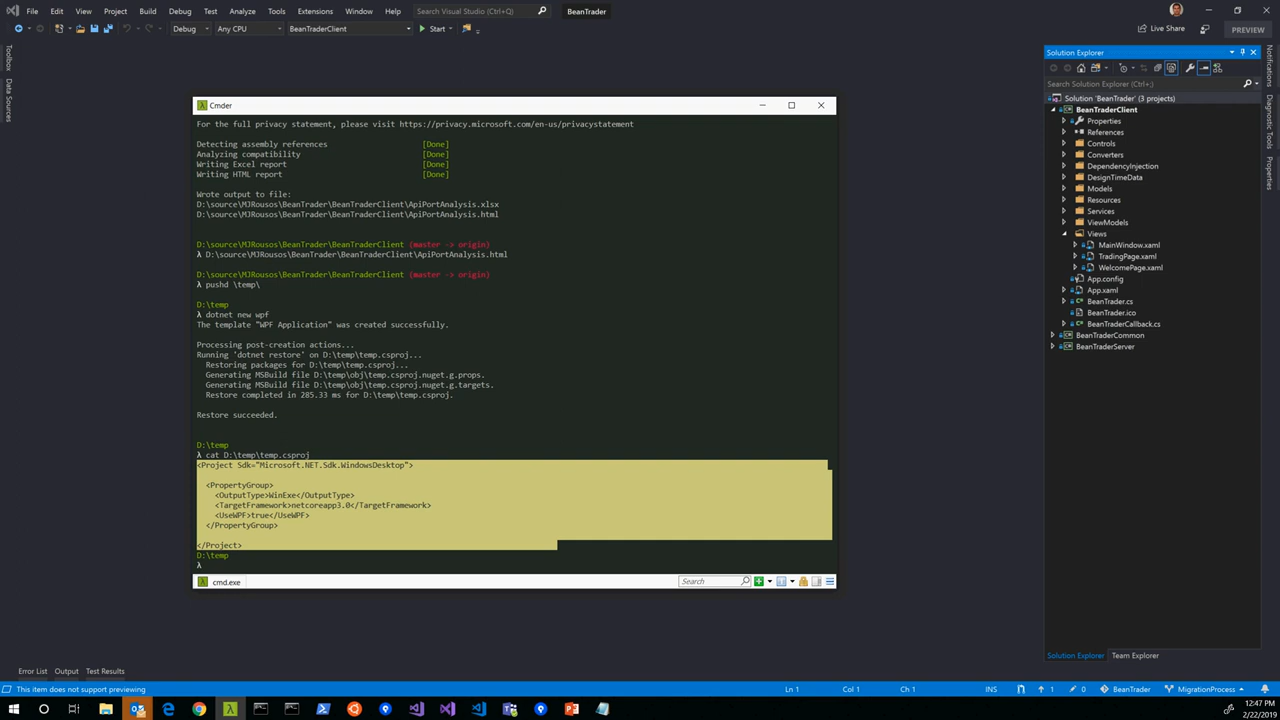 File Edit View Project Build Debug Test Analyze Tools Extensions Window Help Search Visual Studio (Ctrl+Q) BeanTrader
Debug Any CPU BeanTraderClient Start Live Share PREVIEW
Toolbox
Data Sources
Cmder
For the full privacy statement, please visit https://privacy.microsoft.com/en-us/privacystatement
Detecting assembly references [Done]
Analyzing compatibility [Done]
Writing Excel report [Done]
Writing HTML report [Done]
Wrote output to file:
D:\source\MJRousos\BeanTrader\BeanTraderClient\ApiPortAnalysis.xlsx
D:\source\MJRousos\BeanTrader\BeanTraderClient\ApiPortAnalysis.html
D:\source\MJRousos\BeanTrader\BeanTraderClient (master -> origin)
λ D:\source\MJRousos\BeanTrader\BeanTraderClient\ApiPortAnalysis.html
D:\source\MJRousos\BeanTrader\BeanTraderClient (master -> origin)
λ pushd \temp\
D:\temp
λ dotnet new wpf
The template "WPF Application" was created successfully.
Processing post-creation actions...
Running 'dotnet restore' on D:\temp\temp.csproj...
Restoring packages for D:\temp\temp.csproj...
Generating MSBuild file D:\temp\obj\temp.csproj.nuget.g.props.
Generating MSBuild file D:\temp\obj\temp.csproj.nuget.g.targets.
Restore completed in 285.33 ms for D:\temp\temp.csproj.
Restore succeeded.
D:\temp
λ cat D:\temp\temp.csproj
<Project Sdk="Microsoft.NET.Sdk.WindowsDesktop">
<PropertyGroup>
<OutputType>WinExe</OutputType>
<TargetFramework>netcoreapp3.0</TargetFramework>
<UseWPF>true</UseWPF>
</PropertyGroup>
</Project>
D:\temp
λ
cmd.exe Search
Solution Explorer
Search Solution Explorer (Ctrl+;)
Solution 'BeanTrader' (3 projects)
BeanTraderClient
Properties
References
Controls
Converters
DependencyInjection
DesignTimeData
Models
Resources
Services
ViewModels
Views
MainWindow.xaml
TradingPage.xaml
WelcomePage.xaml
App.config
App.xaml
BeanTrader.cs
BeanTrader.ico
BeanTraderCallback.cs
BeanTraderCommon
BeanTraderServer
Solution Explorer Team Explorer
Notifications
Diagnostic Tools
Properties
Error List Output Test Results
This item does not support previewing Ln 1 Col 1 Ch 1 INS 1 0 BeanTrader MigrationProcess
12:47 PM
2/22/2019